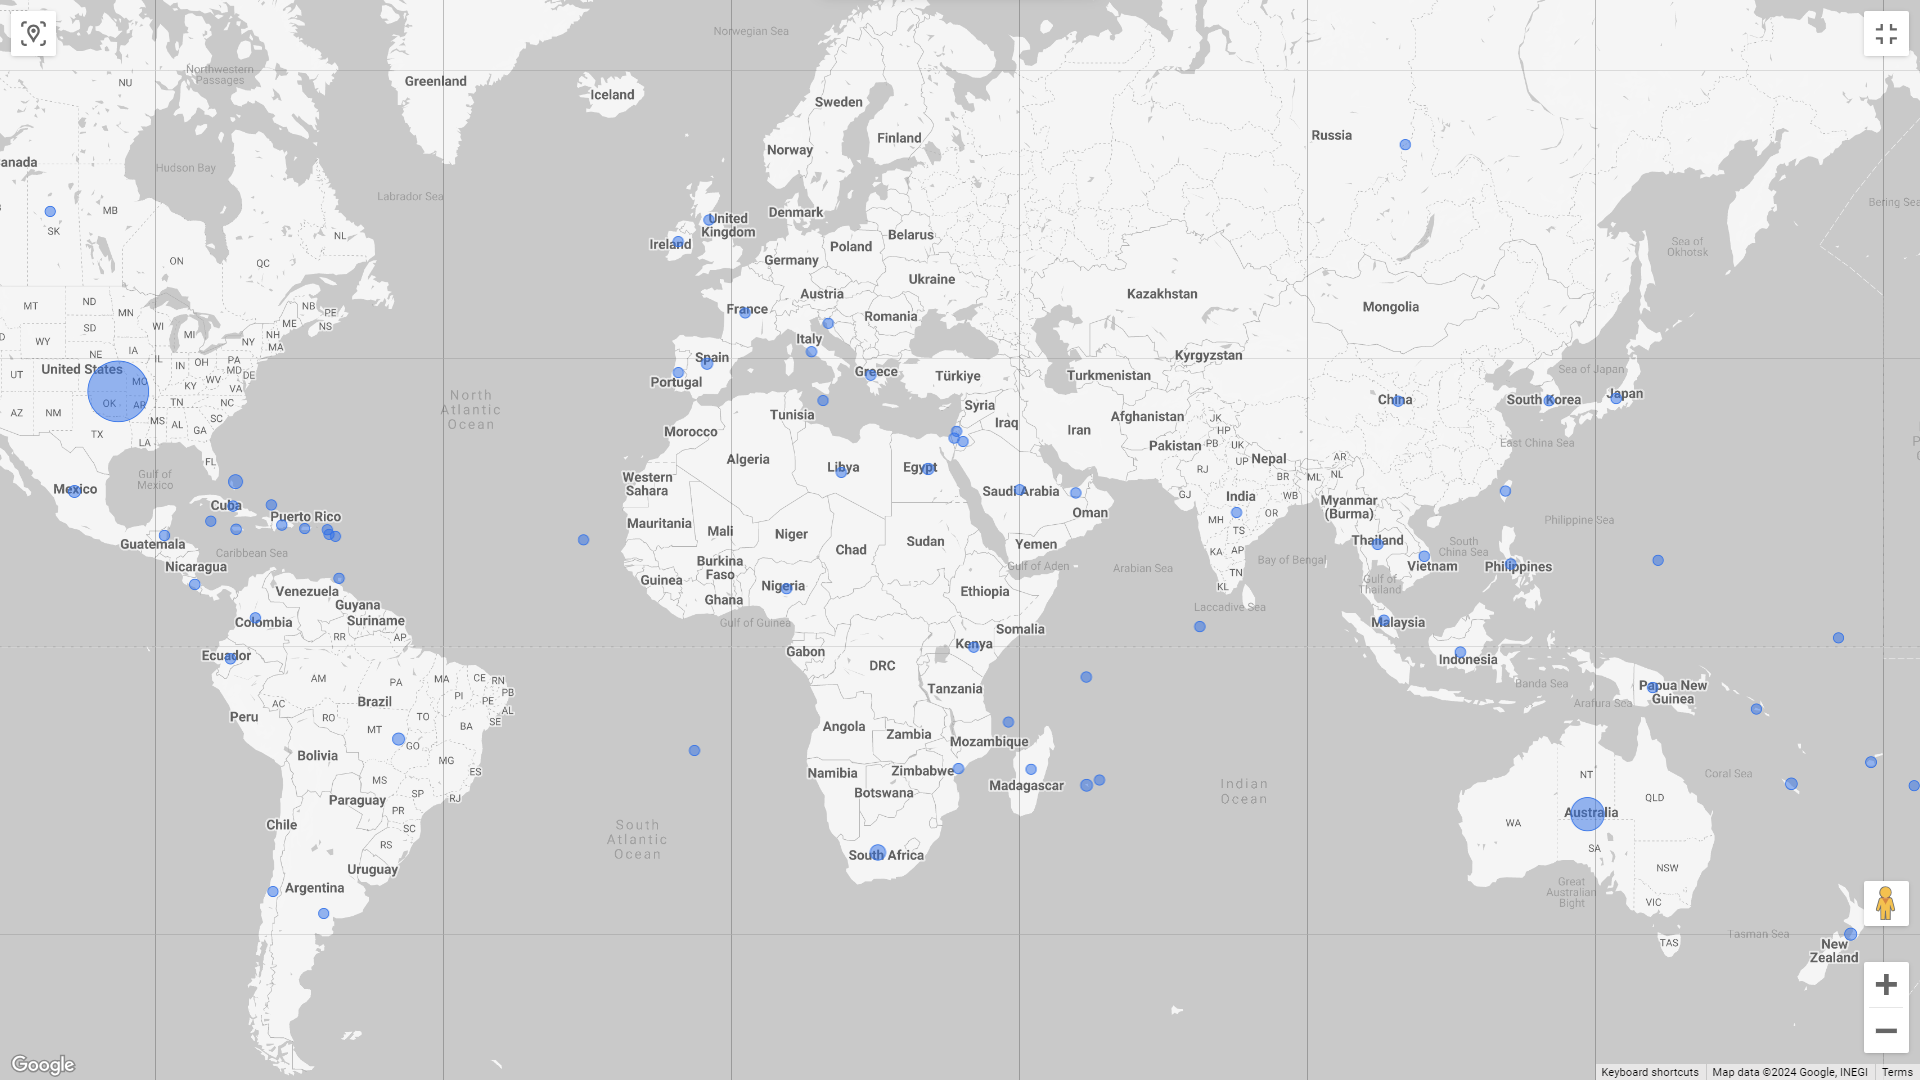 Norwegian Sea
Northwestern
Passages
NU
Greenland
Iceland
Sweden
Finland
Norway
Russia
anada
Hudson Bay
Labrador Sea
Bering Sea
MB
SK
NL
ON
QC
United
Kingdom
Ireland
Denmark
Belarus
Poland
Germany
Ukraine
Austria
France
Romania
Italy
Kazakhstan
Mongolia
Sea of
Okhotsk
MT
ND
MN
SD
WI
WY
MI
NB
PE
ME
NS
NH
NY
MA
NE
IA
IL
IN
OH
PA
MD
DE
WV
VA
KY
United States
UT
MO
OK
AR
TN
NC
AZ
NM
MS
AL
SC
GA
TX
LA
FL
Spain
Portugal
Greece
Türkiye
Kyrgyzstan
Turkmenistan
Sea of Japan
Japan
South Korea
China
North
Atlantic
Ocean
Tunisia
Syria
Iraq
Iran
Afghanistan
Morocco
Pakistan
JK
HP
PB
UK
UP
RJ
Nepal
AR
BR
ML
NL
East China Sea
Algeria
Libya
Egypt
Western
Sahara
Saudi Arabia
Oman
GJ
India
WB
Myanmar
(Burma)
Gulf of
Mexico
Mexico
Cuba
Puerto Rico
Guatemala
Caribbean Sea
Nicaragua
Mauritania
Mali
Niger
Chad
Sudan
Yemen
Gulf of Aden
Arabian Sea
MH
OR
TS
KA
AP
TN
KL
Bay of Bengal
Thailand
South
China Sea
Vietnam
Gulf of
Thailand
Philippines
Philippine Sea
Burkina
Faso
Guinea
Nigeria
Ghana
Ethiopia
Venezuela
Guyana
Suriname
Colombia
Gulf of Guinea
Somalia
Laccadive Sea
Malaysia
RR
AP
Ecuador
Gabon
Kenya
DRC
Indonesia
AM
PA
MA
CE
RN
PB
PI
PE
AL
SE
Tanzania
Banda Sea
Papua New
Guinea
Arafura Sea
AC
Brazil
RO
TO
Peru
MT
BA
Angola
Zambia
Mozambique
Bolivia
GO
MG
ES
Namibia
Zimbabwe
Botswana
Madagascar
Coral Sea
NT
QLD
Indian
Ocean
MS
SP
RJ
Paraguay
PR
SC
Chile
RS
South
Atlantic
Ocean
Australia
WA
SA
NSW
South Africa
Uruguay
Argentina
Great
Australian
Bight
VIC
Tasman Sea
TAS
New
Zealand
Google
Keyboard shortcuts
Map data ©2024 Google, INEGI
Terms